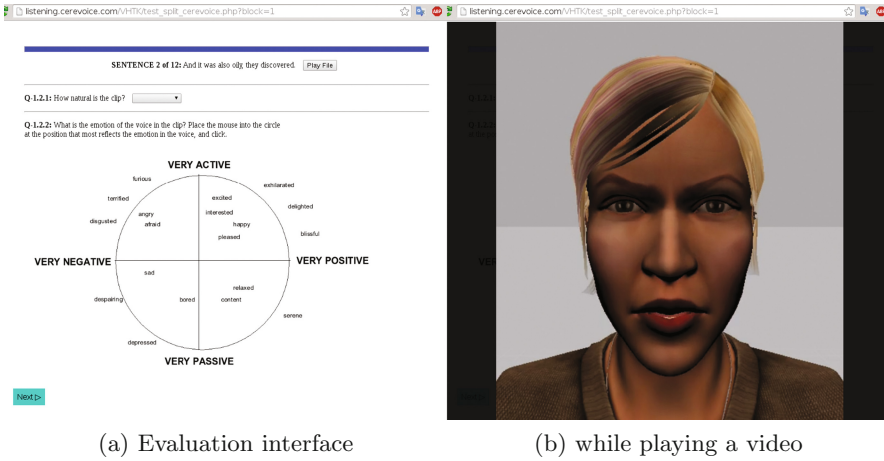 listening.cerevoice.com/VHTK/test_split_cerevoice.php?block=1
SENTENCE 2 of 12: And it was also oily, they discovered. Play File
Q-1.2.1: How natural is the clip?
Q-1.2.2: What is the emotion of the voice in the clip? Place the mouse into the circle
at the position that most reflects the emotion in the voice, and click.
VERY ACTIVE
furious
exhilarated
terrified
excited
delighted
angry
interested
disgusted
afraid
happy
blissful
pleased
VERY NEGATIVE
VERY POSITIVE
sad
relaxed
despairing
bored
content
serene
depressed
VERY PASSIVE
Next ▷
(a) Evaluation interface
listening.cerevoice.com/VHTK/test_split_cerevoice.php?block=1
ABP
(b) while playing a video